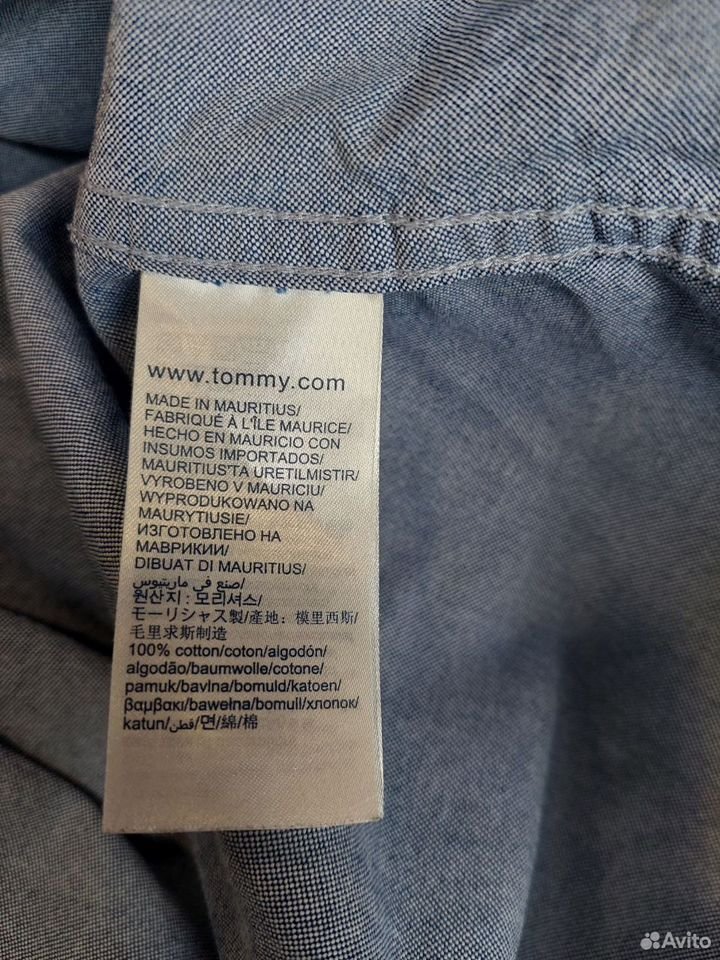 www.tommy.com
MADE IN MAURITIUS/
FABRIQUÉ À L'ÎLE MAURICE/
HECHO EN MAURICIO CON
INSUMOS IMPORTADOS/
MAURITIUS'TA URETILMISTIR/
VYROBENO V MAURICIU/
WYPRODUKOWANO NA
MAURYTIUSIE/
ИЗГОТОВЛЕНО НА
МАВРИКИИ/
DIBUAT DI MAURITIUS/
صنع في ماريتيوس/
원산지 : 모리셔스/
モーリシャス製/產地：模里西斯/
毛里求斯制造
100% cotton/coton/algodón/
algodão/baumwolle/cotone/
pamuk/bavlna/bomuld/katoen/
βαμβακι/bawełna/bomull/хлопок/
katun/قطن/면/綿/棉
Avito